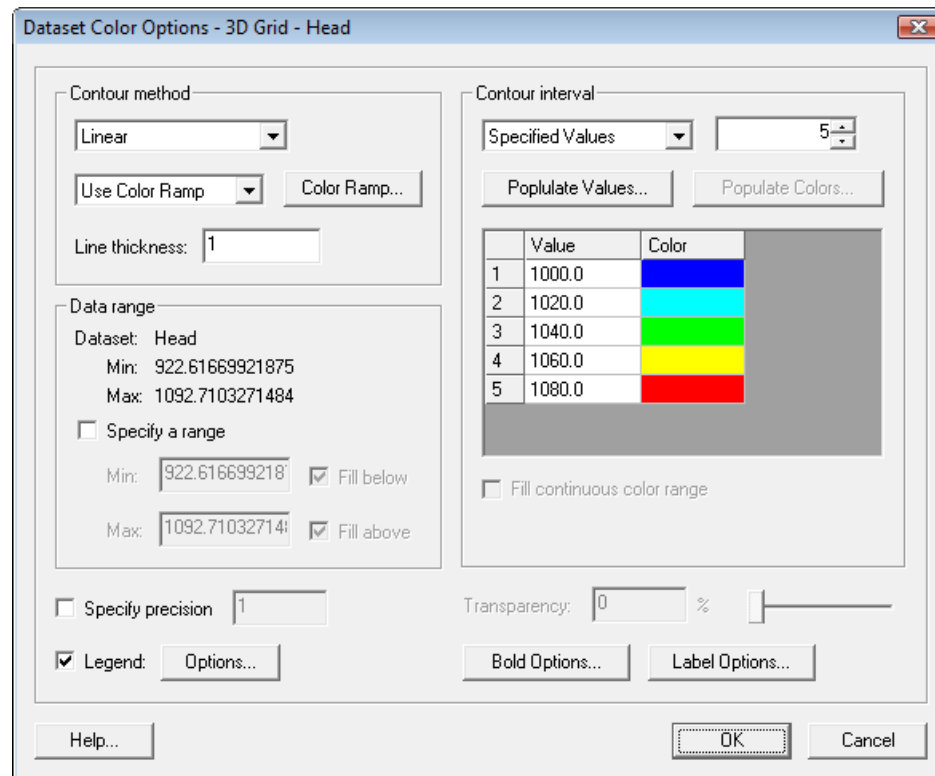 Dataset Color Options - 3D Grid - Head
Contour method
Linear
Use Color Ramp
Color Ramp...
Line thickness: 1
Data range
Dataset: Head
Min: 922.61669921875
Max: 1092.7103271484
Specify a range
Min: 922.6166992187 Fill below
Max: 1092.710327148 Fill above
Contour interval
Specified Values 5
Poplulate Values... Populate Colors...
Value Color
1 1000.0
2 1020.0
3 1040.0
4 1060.0
5 1080.0
Fill continuous color range
Specify precision 1
Transparency: 0 %
Legend: Options...
Bold Options... Label Options...
Help... OK Cancel